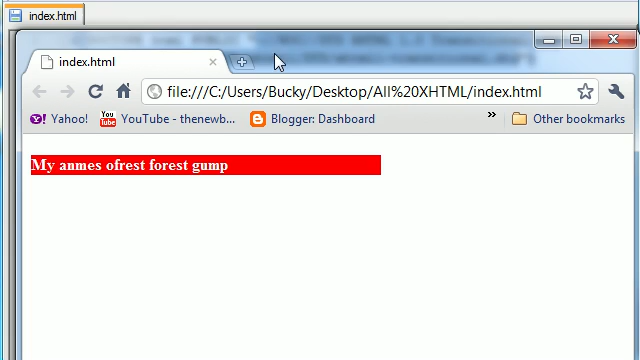 index.html
index.html
file:///C:/Users/Bucky/Desktop/All%20XHTML/index.html
Yahoo! YouTube - thenewb... Blogger: Dashboard » Other bookmarks
My anmes ofrest forest gump